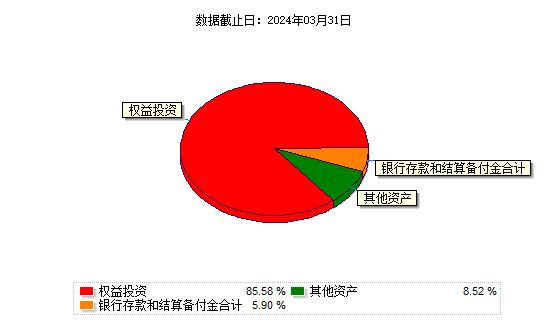 数据截止日：2024年03月31日
权益投资
银行存款和结算备付金合计
其他资产
权益投资 85.58 % 其他资产 8.52 %
银行存款和结算备付金合计 5.90 %